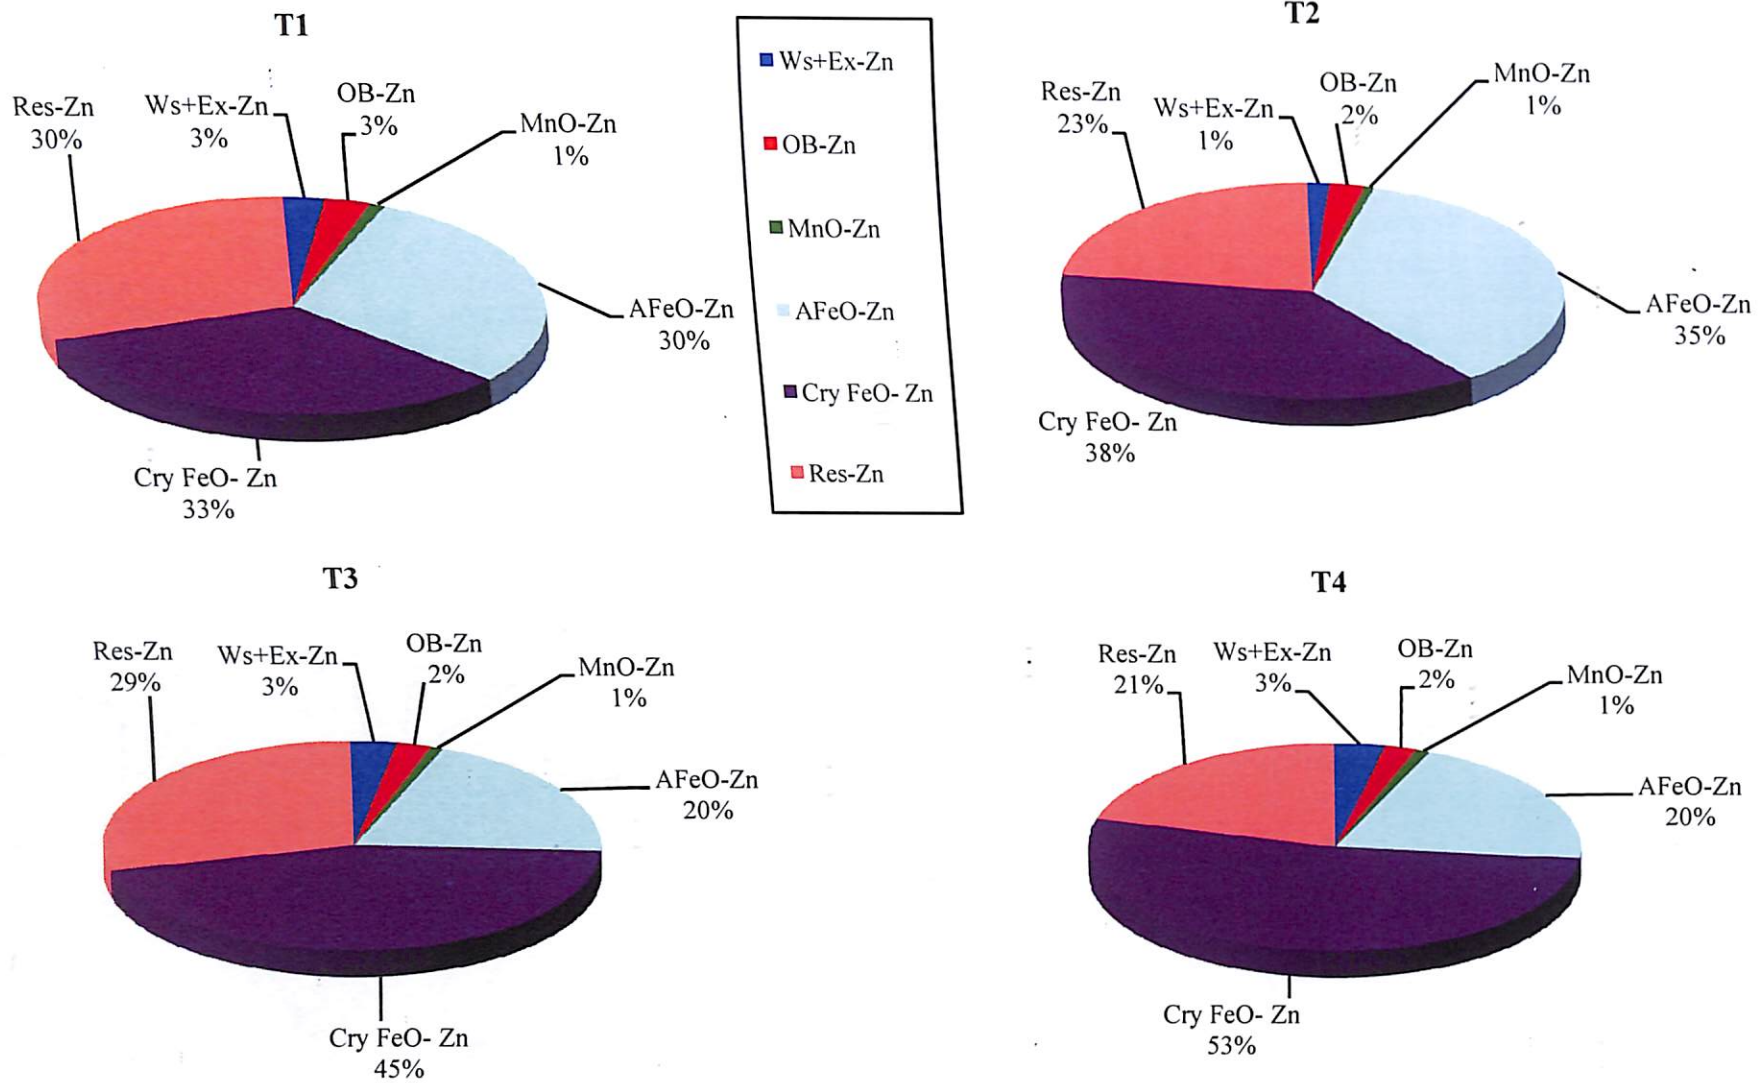 T1
Res-Zn
30%
Ws+Ex-Zn
3%
OB-Zn
3%
MnO-Zn
1%
AFeO-Zn
30%
Cry FeO- Zn
33%
Ws+Ex-Zn
OB-Zn
MnO-Zn
AFeO-Zn
Cry FeO- Zn
Res-Zn
T2
Res-Zn
23%
Ws+Ex-Zn
1%
OB-Zn
2%
MnO-Zn
1%
AFeO-Zn
35%
Cry FeO- Zn
38%
T3
Res-Zn
29%
Ws+Ex-Zn
3%
OB-Zn
2%
MnO-Zn
1%
AFeO-Zn
20%
Cry FeO- Zn
45%
T4
Res-Zn
21%
Ws+Ex-Zn
3%
OB-Zn
2%
MnO-Zn
1%
AFeO-Zn
20%
Cry FeO- Zn
53%